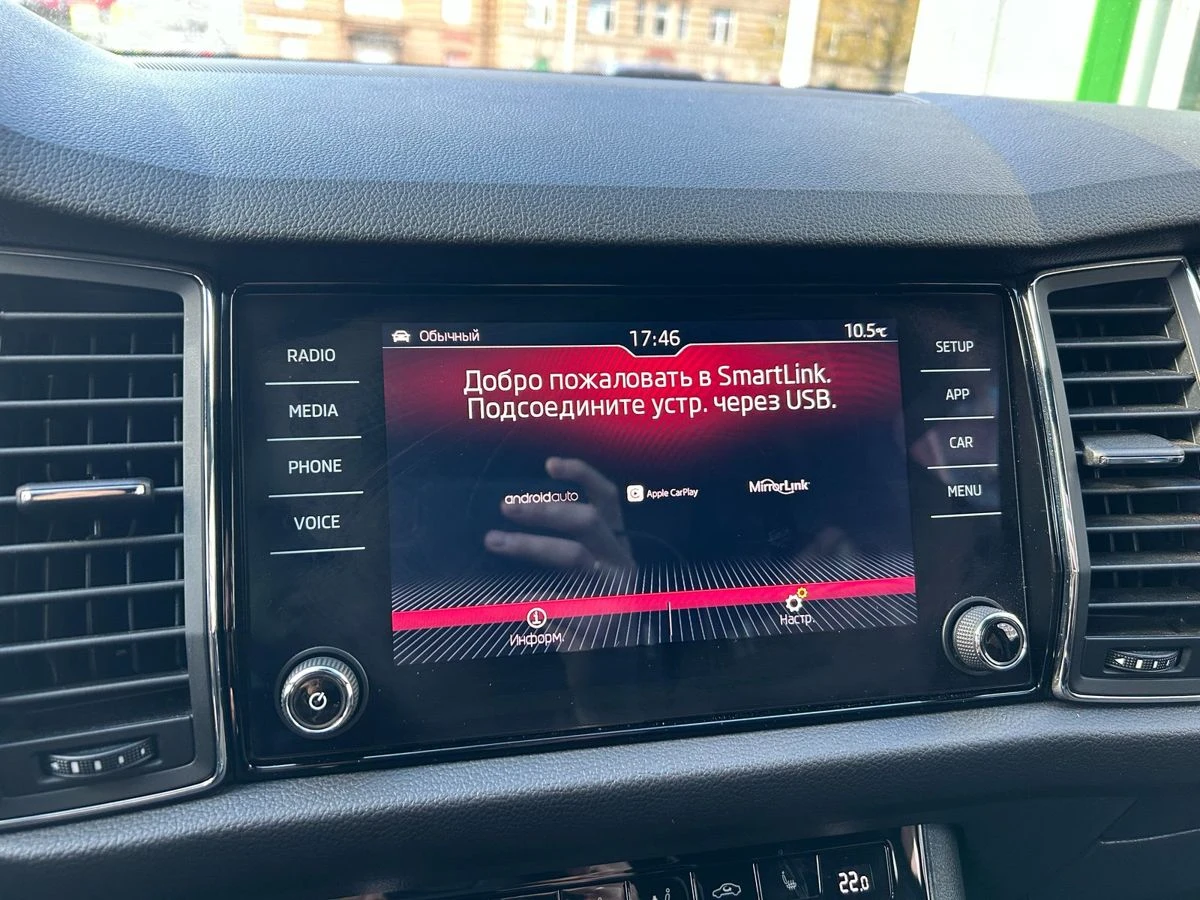 Обычный
17:46
10.5°C
RADIO
MEDIA
PHONE
VOICE
Добро пожаловать в SmartLink.
Подсоедините устр. через USB.
androidauto
Apple CarPlay
MirrorLink
Информ.
Настр.
SETUP
APP
CAR
MENU
22.0